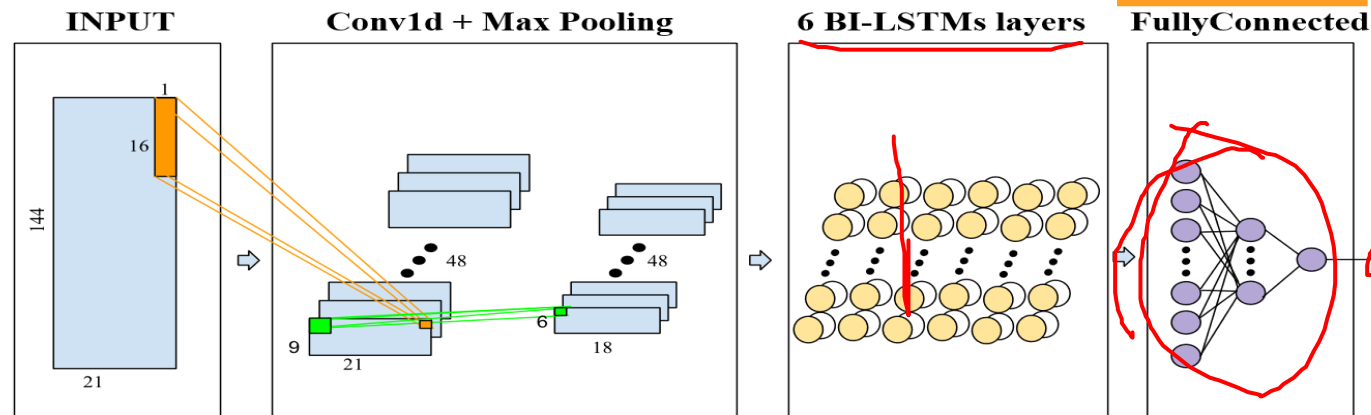 INPUT
Conv1d + Max Pooling
6 BI-LSTMs layers
FullyConnected
1
16
144
21
48
9
21
48
6
18